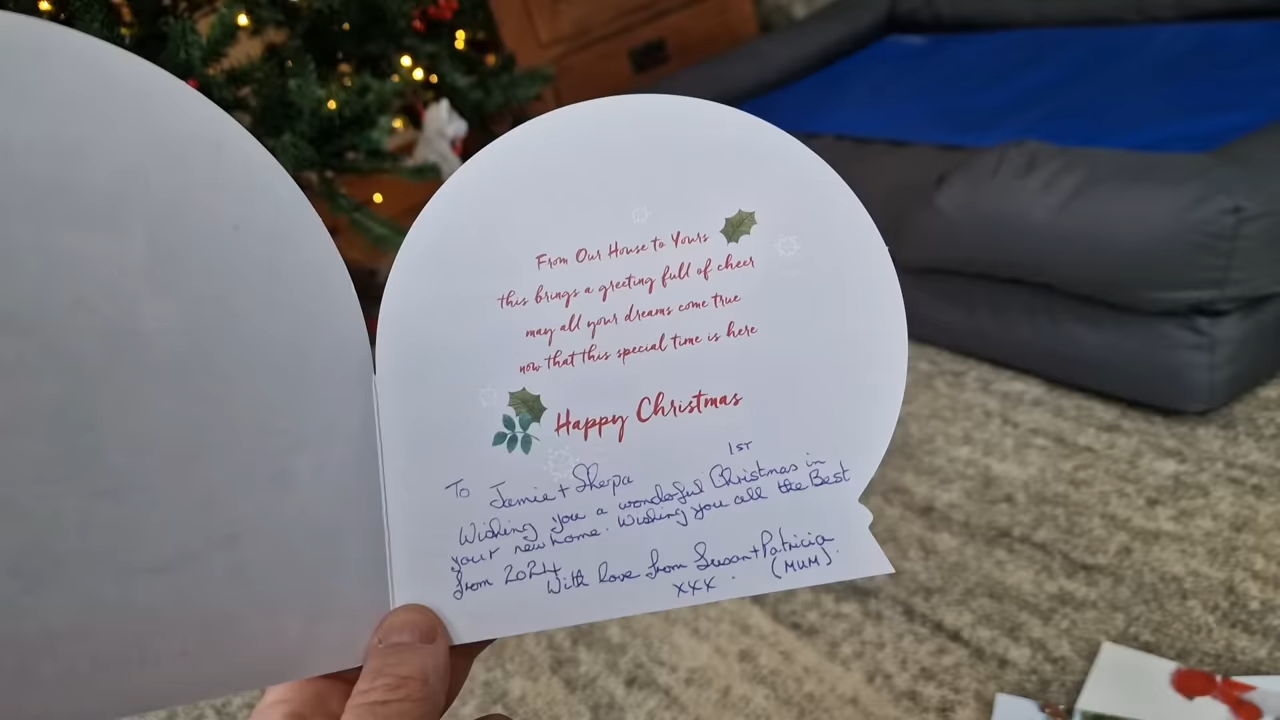 From Our House to Yours
this brings a greeting full of cheer
may all your dreams come true
now that this special time is here
Happy Christmas
To Jamie + Sherpa
1ST
Wishing you a wonderful Christmas in
your new home. Wishing you all the Best
from 2024
With love from Susan + Patricia
xxx. (MUM).